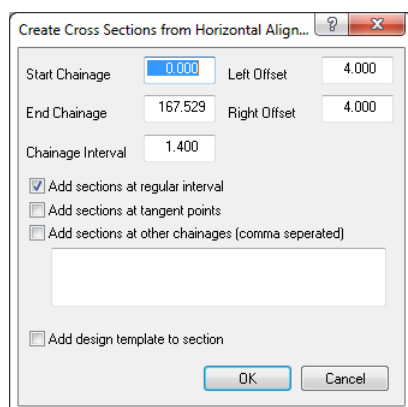 Create Cross Sections from Horizontal Align...
Start Chainage 0.000 Left Offset 4.000
End Chainage 167.529 Right Offset 4.000
Chainage Interval 1.400
Add sections at regular interval
Add sections at tangent points
Add sections at other chainages (comma seperated)
Add design template to section
OK Cancel